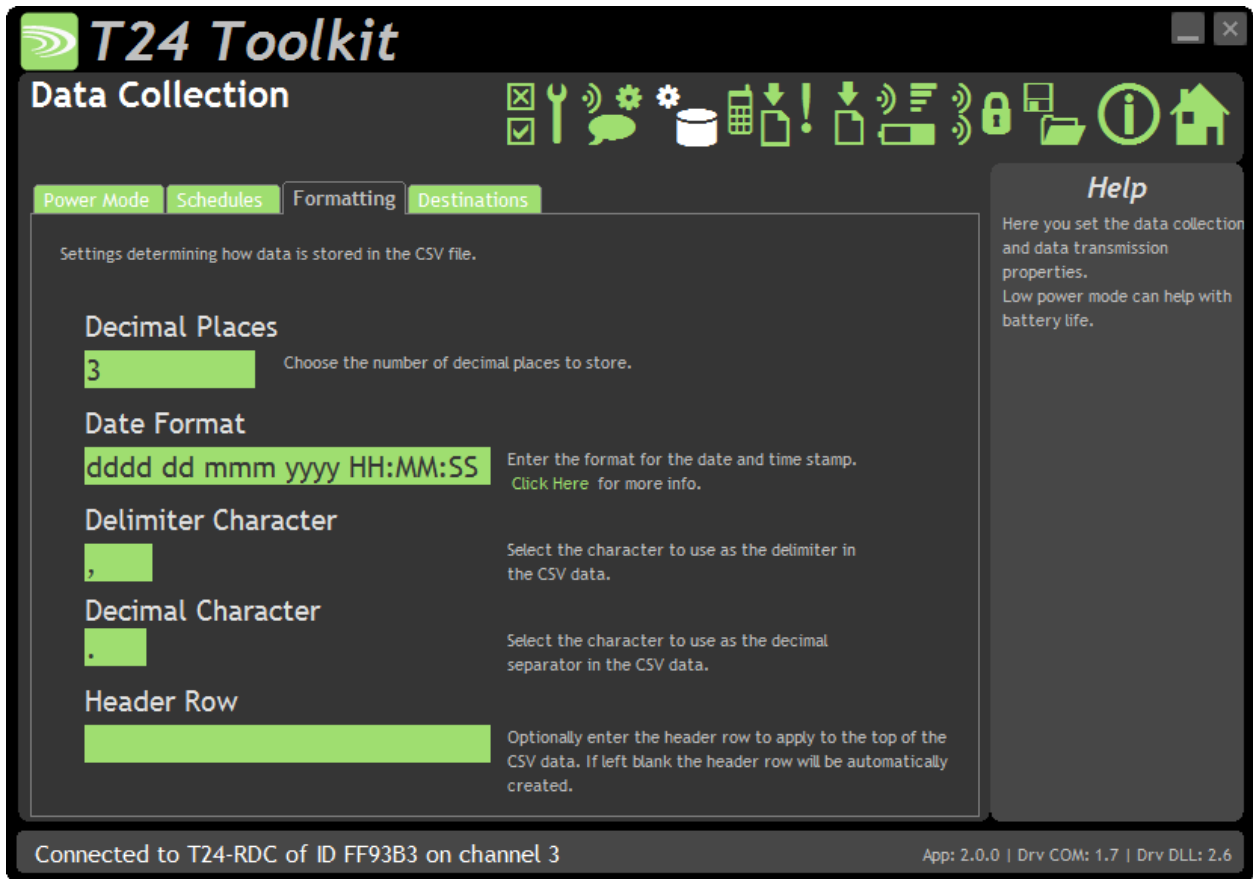 T24 Toolkit
Data Collection
Power Mode
Schedules
Formatting
Destinations
Settings determining how data is stored in the CSV file.
Decimal Places
3
Choose the number of decimal places to store.
Date Format
dddd dd mmm yyyy HH:MM:SS
Enter the format for the date and time stamp.
Click Here for more info.
Delimiter Character
,
Select the character to use as the delimiter in
the CSV data.
Decimal Character
.
Select the character to use as the decimal
separator in the CSV data.
Header Row
Optionally enter the header row to apply to the top of the
CSV data. If left blank the header row will be automatically
created.
Help
Here you set the data collection
and data transmission
properties.
Low power mode can help with
battery life.
Connected to T24-RDC of ID FF93B3 on channel 3
App: 2.0.0 | Drv COM: 1.7 | Drv DLL: 2.6